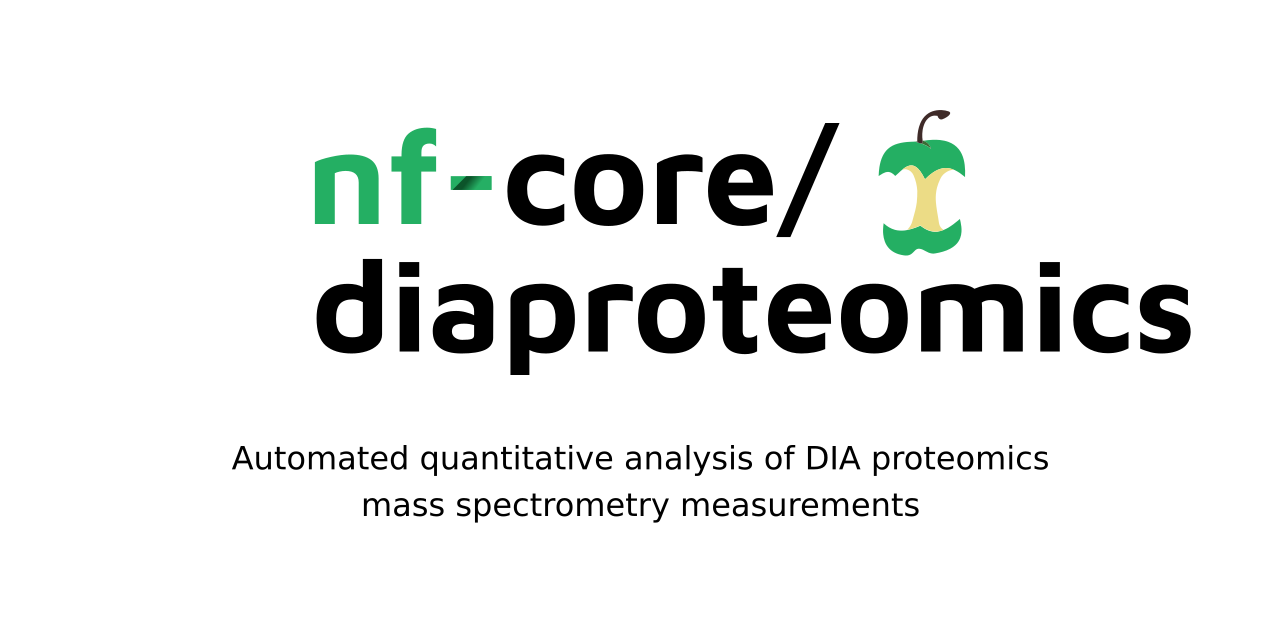 nf-core/
diaproteomics
Automated quantitative analysis of DIA proteomics
mass spectrometry measurements